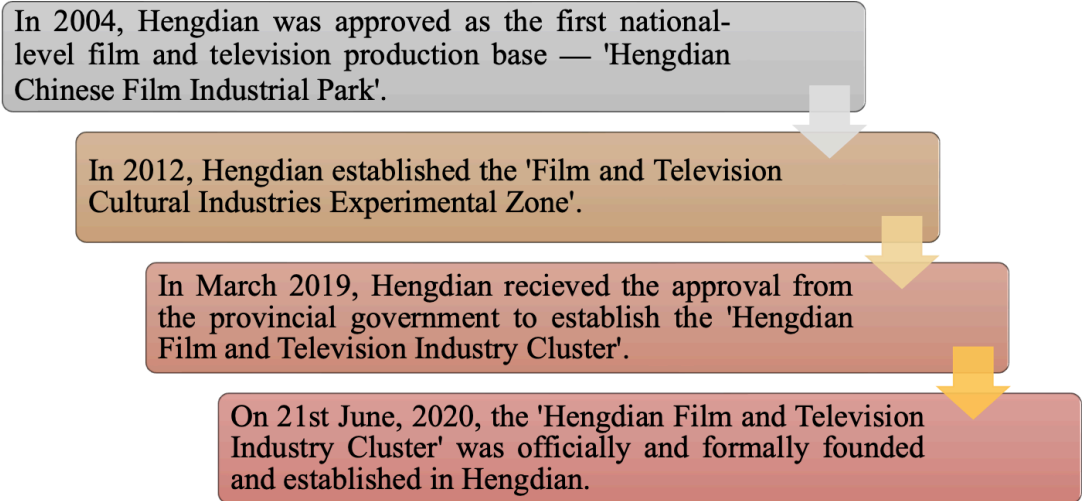 In 2004, Hengdian was approved as the first national-
level film and television production base — 'Hengdian
Chinese Film Industrial Park'.
In 2012, Hengdian established the 'Film and Television
Cultural Industries Experimental Zone'.
In March 2019, Hengdian recieved the approval from
the provincial government to establish the 'Hengdian
Film and Television Industry Cluster'.
On 21st June, 2020, the 'Hengdian Film and Television
Industry Cluster' was officially and formally founded
and established in Hengdian.